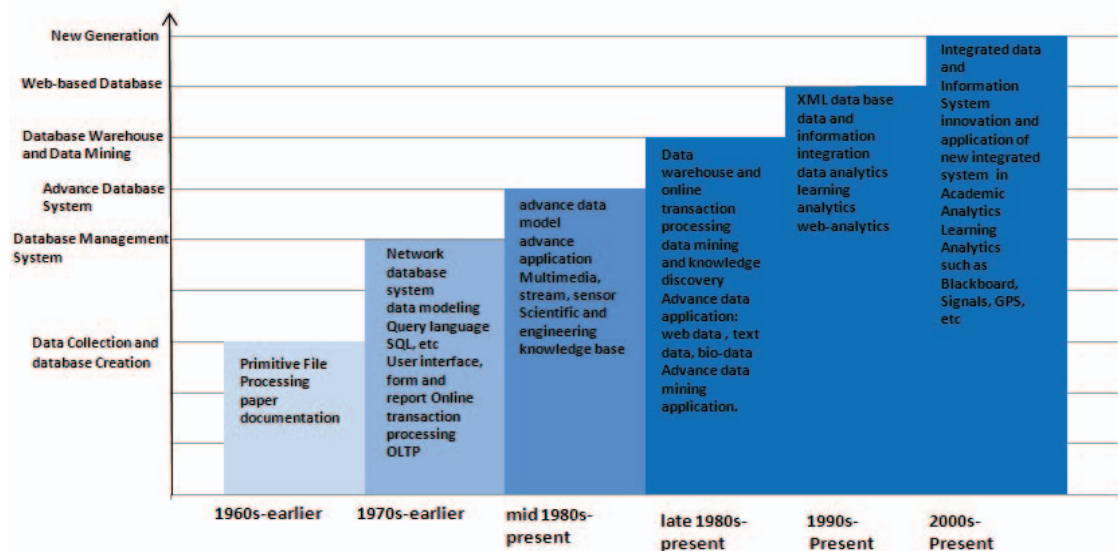 New Generation
Web-based Database
Database Warehouse
and Data Mining
Advance Database
System
Database Management
System
Data Collection and
database Creation
Primitive File
Processing
paper
documentation
Network
database
system
data modeling
Query language
SQL, etc
User interface,
form and
report Online
transaction
processing
OLTP
advance data
model
advance
application
Multimedia,
stream, sensor
Scientific and
engineering
knowledge base
Data
warehouse and
online
transaction
processing
data mining
and knowledge
discovery
Advance data
application:
web data , text
data, bio-data
Advance data
mining
application.
XML data base
data and
information
integration
data analytics
learning
analytics
web-analytics
Integrated data
and
Information
System
innovation and
application of
new integrated
system in
Academic
Analytics
Learning
Analytics
such as
Blackboard,
Signals, GPS,
etc
1960s-earlier
1970s-earlier
mid 1980s-
present
late 1980s-
present
1990s-
Present
2000s-
Present